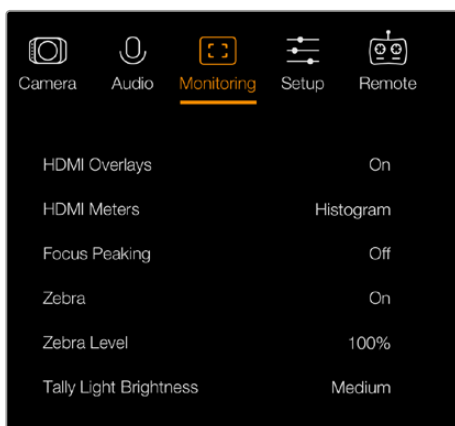 Camera Audio Monitoring Setup Remote
HDMI Overlays On
HDMI Meters Histogram
Focus Peaking Off
Zebra On
Zebra Level 100%
Tally Light Brightness Medium